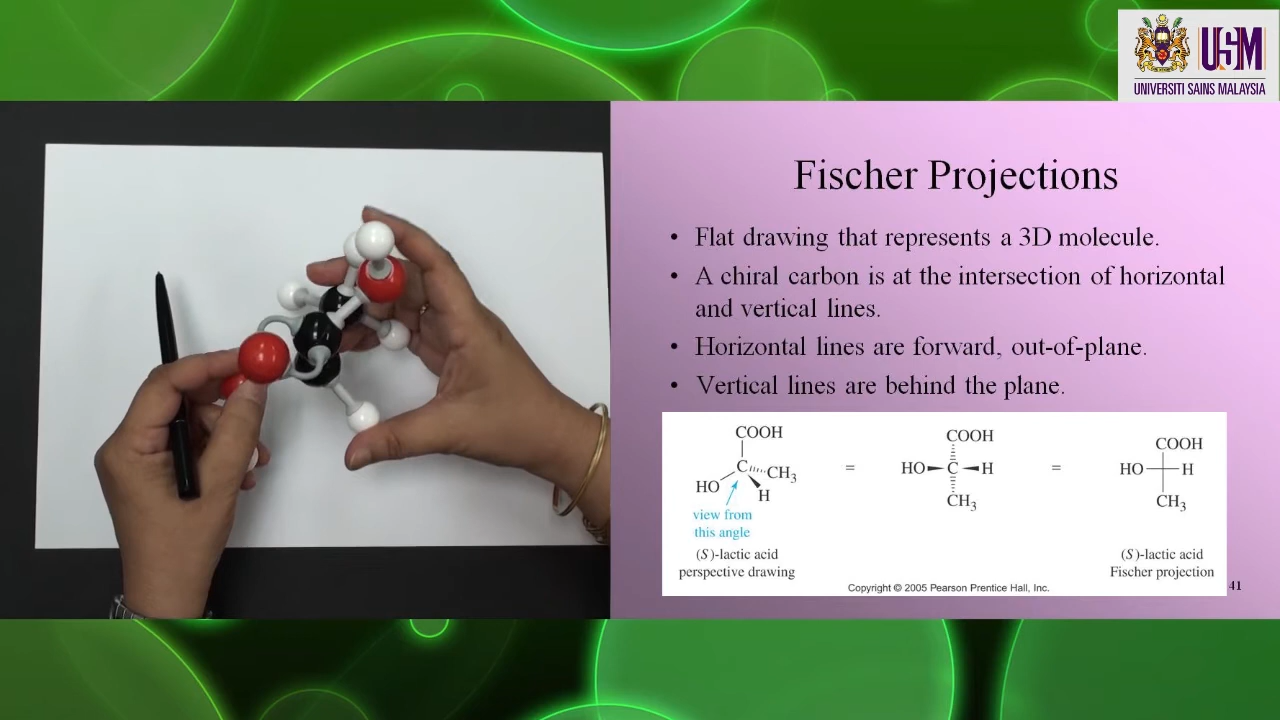 USM
UNIVERSITI SAINS MALAYSIA
Fischer Projections
• Flat drawing that represents a 3D molecule.
• A chiral carbon is at the intersection of horizontal
and vertical lines.
• Horizontal lines are forward, out-of-plane.
• Vertical lines are behind the plane.
COOH
C CH3
HO
H
view from
this angle
(S)-lactic acid
perspective drawing
=
COOH
HO C H
CH3
=
COOH
HO H
CH3
(S)-lactic acid
Fischer projection
Copyright © 2005 Pearson Prentice Hall, Inc.
41